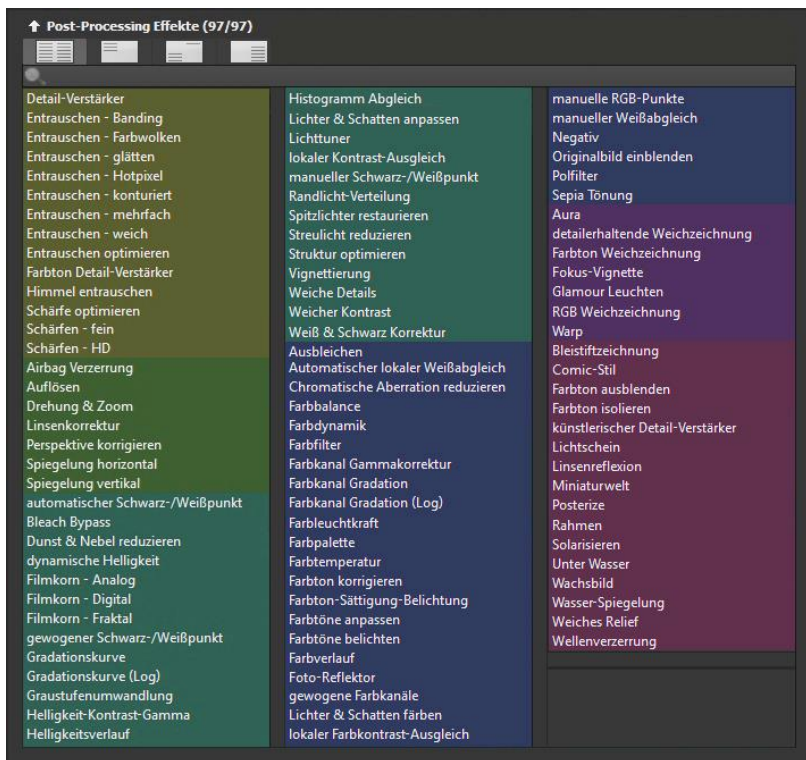 Post-Processing Effekte (97/97)
Detail-Verstärker
Entrauschen - Banding
Entrauschen - Farbwolken
Entrauschen - glätten
Entrauschen - Hotpixel
Entrauschen - konturiert
Entrauschen - mehrfach
Entrauschen - weich
Entrauschen optimieren
Farbton Detail-Verstärker
Himmel entrauschen
Schärfe optimieren
Schärfen - fein
Schärfen - HD
Airbag Verzerrung
Auflösen
Drehung & Zoom
Linsenkorrektur
Perspektive korrigieren
Spiegelung horizontal
Spiegelung vertikal
automatischer Schwarz-/Weißpunkt
Bleach Bypass
Dunst & Nebel reduzieren
dynamische Helligkeit
Filmkorn - Analog
Filmkorn - Digital
Filmkorn - Fraktal
gewogener Schwarz-/Weißpunkt
Gradationskurve
Gradationskurve (Log)
Graustufenumwandlung
Helligkeit-Kontrast-Gamma
Helligkeitsverlauf
Histogramm Abgleich
Lichter & Schatten anpassen
Lichttuner
lokaler Kontrast-Ausgleich
manueller Schwarz-/Weißpunkt
Randlicht-Verteilung
Spitzlichter restaurieren
Streulicht reduzieren
Struktur optimieren
Vignettierung
Weiche Details
Weicher Kontrast
Weiß & Schwarz Korrektur
Ausbleichen
Automatischer lokaler Weißabgleich
Chromatische Aberration reduzieren
Farbbalance
Farbdynamik
Farbfilter
Farbkanal Gammakorrektur
Farbkanal Gradation
Farbkanal Gradation (Log)
Farbleuchtkraft
Farbpalette
Farbtemperatur
Farbton korrigieren
Farbton-Sättigung-Belichtung
Farbtöne anpassen
Farbtöne belichten
Farbverlauf
Foto-Reflektor
gewogene Farbkanäle
Lichter & Schatten färben
lokaler Farbkontrast-Ausgleich
manuelle RGB-Punkte
manueller Weißabgleich
Negativ
Originalbild einblenden
Polfilter
Sepia Tönung
Aura
detailerhaltende Weichzeichnung
Farbton Weichzeichnung
Fokus-Vignette
Glamour Leuchten
RGB Weichzeichnung
Warp
Bleistiftzeichnung
Comic-Stil
Farbton ausblenden
Farbton isolieren
künstlerischer Detail-Verstärker
Lichtschein
Linsenreflexion
Miniaturwelt
Posterize
Rahmen
Solarisieren
Unter Wasser
Wachsbild
Wasser-Spiegelung
Weiches Relief
Wellenverzerrung